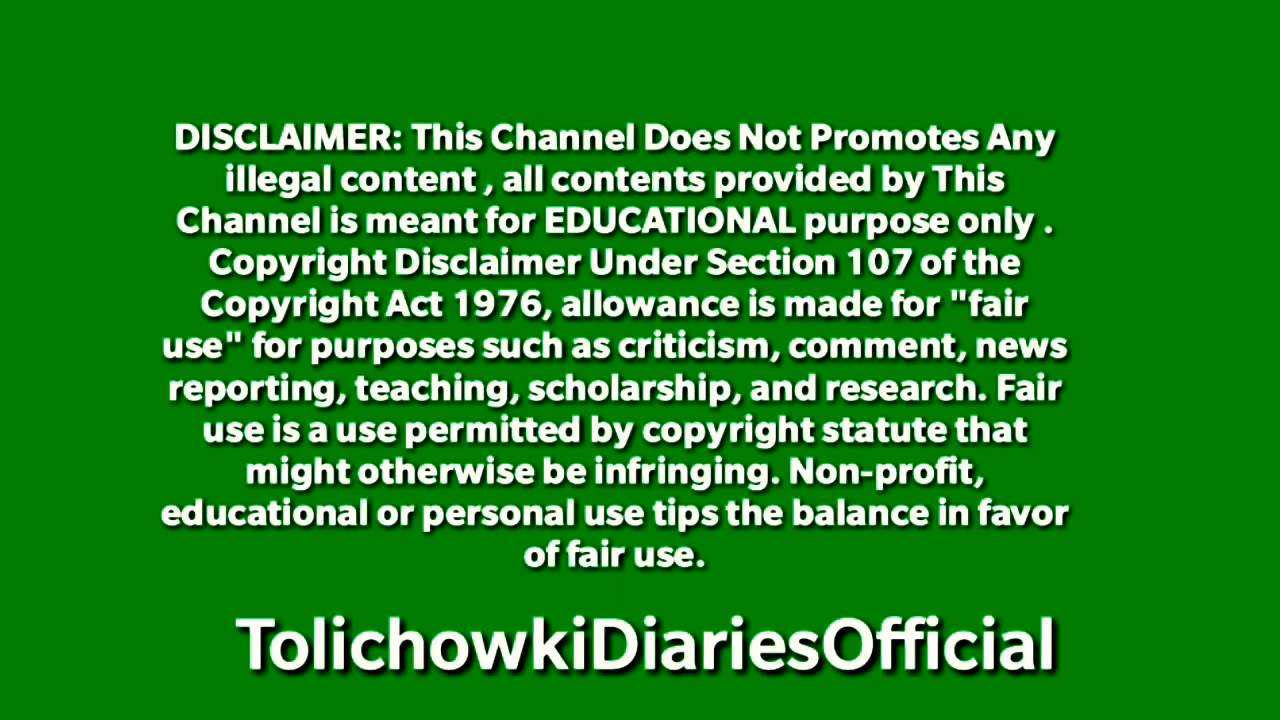 DISCLAIMER: This Channel Does Not Promotes Any
illegal content , all contents provided by This
Channel is meant for EDUCATIONAL purpose only .
Copyright Disclaimer Under Section 107 of the
Copyright Act 1976, allowance is made for "fair
use" for purposes such as criticism, comment, news
reporting, teaching, scholarship, and research. Fair
use is a use permitted by copyright statute that
might otherwise be infringing. Non-profit,
educational or personal use tips the balance in favor
of fair use.
TolichowkiDiariesOfficial